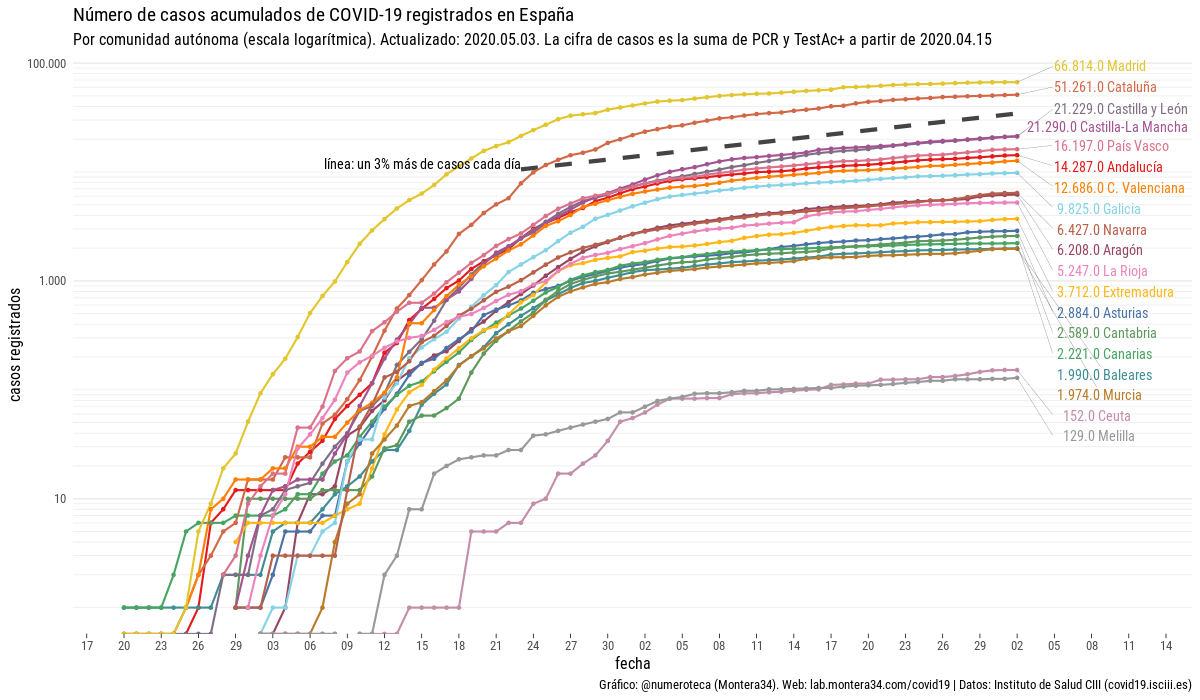 Número de casos acumulados de COVID-19 registrados en España
Por comunidad autónoma (escala logarítmica). Actualizado: 2020.05.03. La cifra de casos es la suma de PCR y TestAc+ a partir de 2020.04.15
100.000
1.000
10
casos registrados
línea: un 3% más de casos cada día
66.814.0 Madrid
51.261.0 Cataluña
21.229.0 Castilla y León
21.290.0 Castilla-La Mancha
16.197.0 País Vasco
14.287.0 Andalucía
12.686.0 C. Valenciana
9.825.0 Galicia
6.427.0 Navarra
6.208.0 Aragón
5.247.0 La Rioja
3.712.0 Extremadura
2.884.0 Asturias
2.589.0 Cantabria
2.221.0 Canarias
1.990.0 Baleares
1.974.0 Murcia
152.0 Ceuta
129.0 Melilla
17 20 23 26 29 03 06 09 12 15 18 21 24 27 30 02 05 08 11 14 17 20 23 26 29 02 05 08 11 14
fecha
Gráfico: @numeroteca (Montera34). Web: lab.montera34.com/covid19 | Datos: Instituto de Salud CIII (covid19.isciii.es)